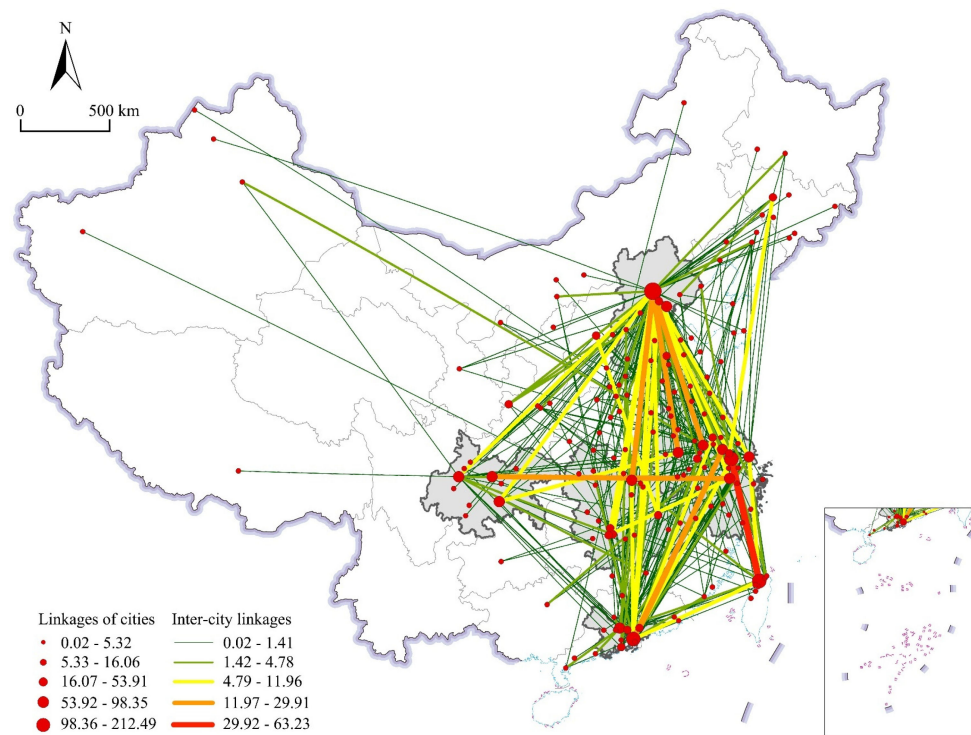 N
0 500 km
Linkages of cities Inter-city linkages
0.02 - 5.32 0.02 - 1.41
5.33 - 16.06 1.42 - 4.78
16.07 - 53.91 4.79 - 11.96
53.92 - 98.35 11.97 - 29.91
98.36 - 212.49 29.92 - 63.23